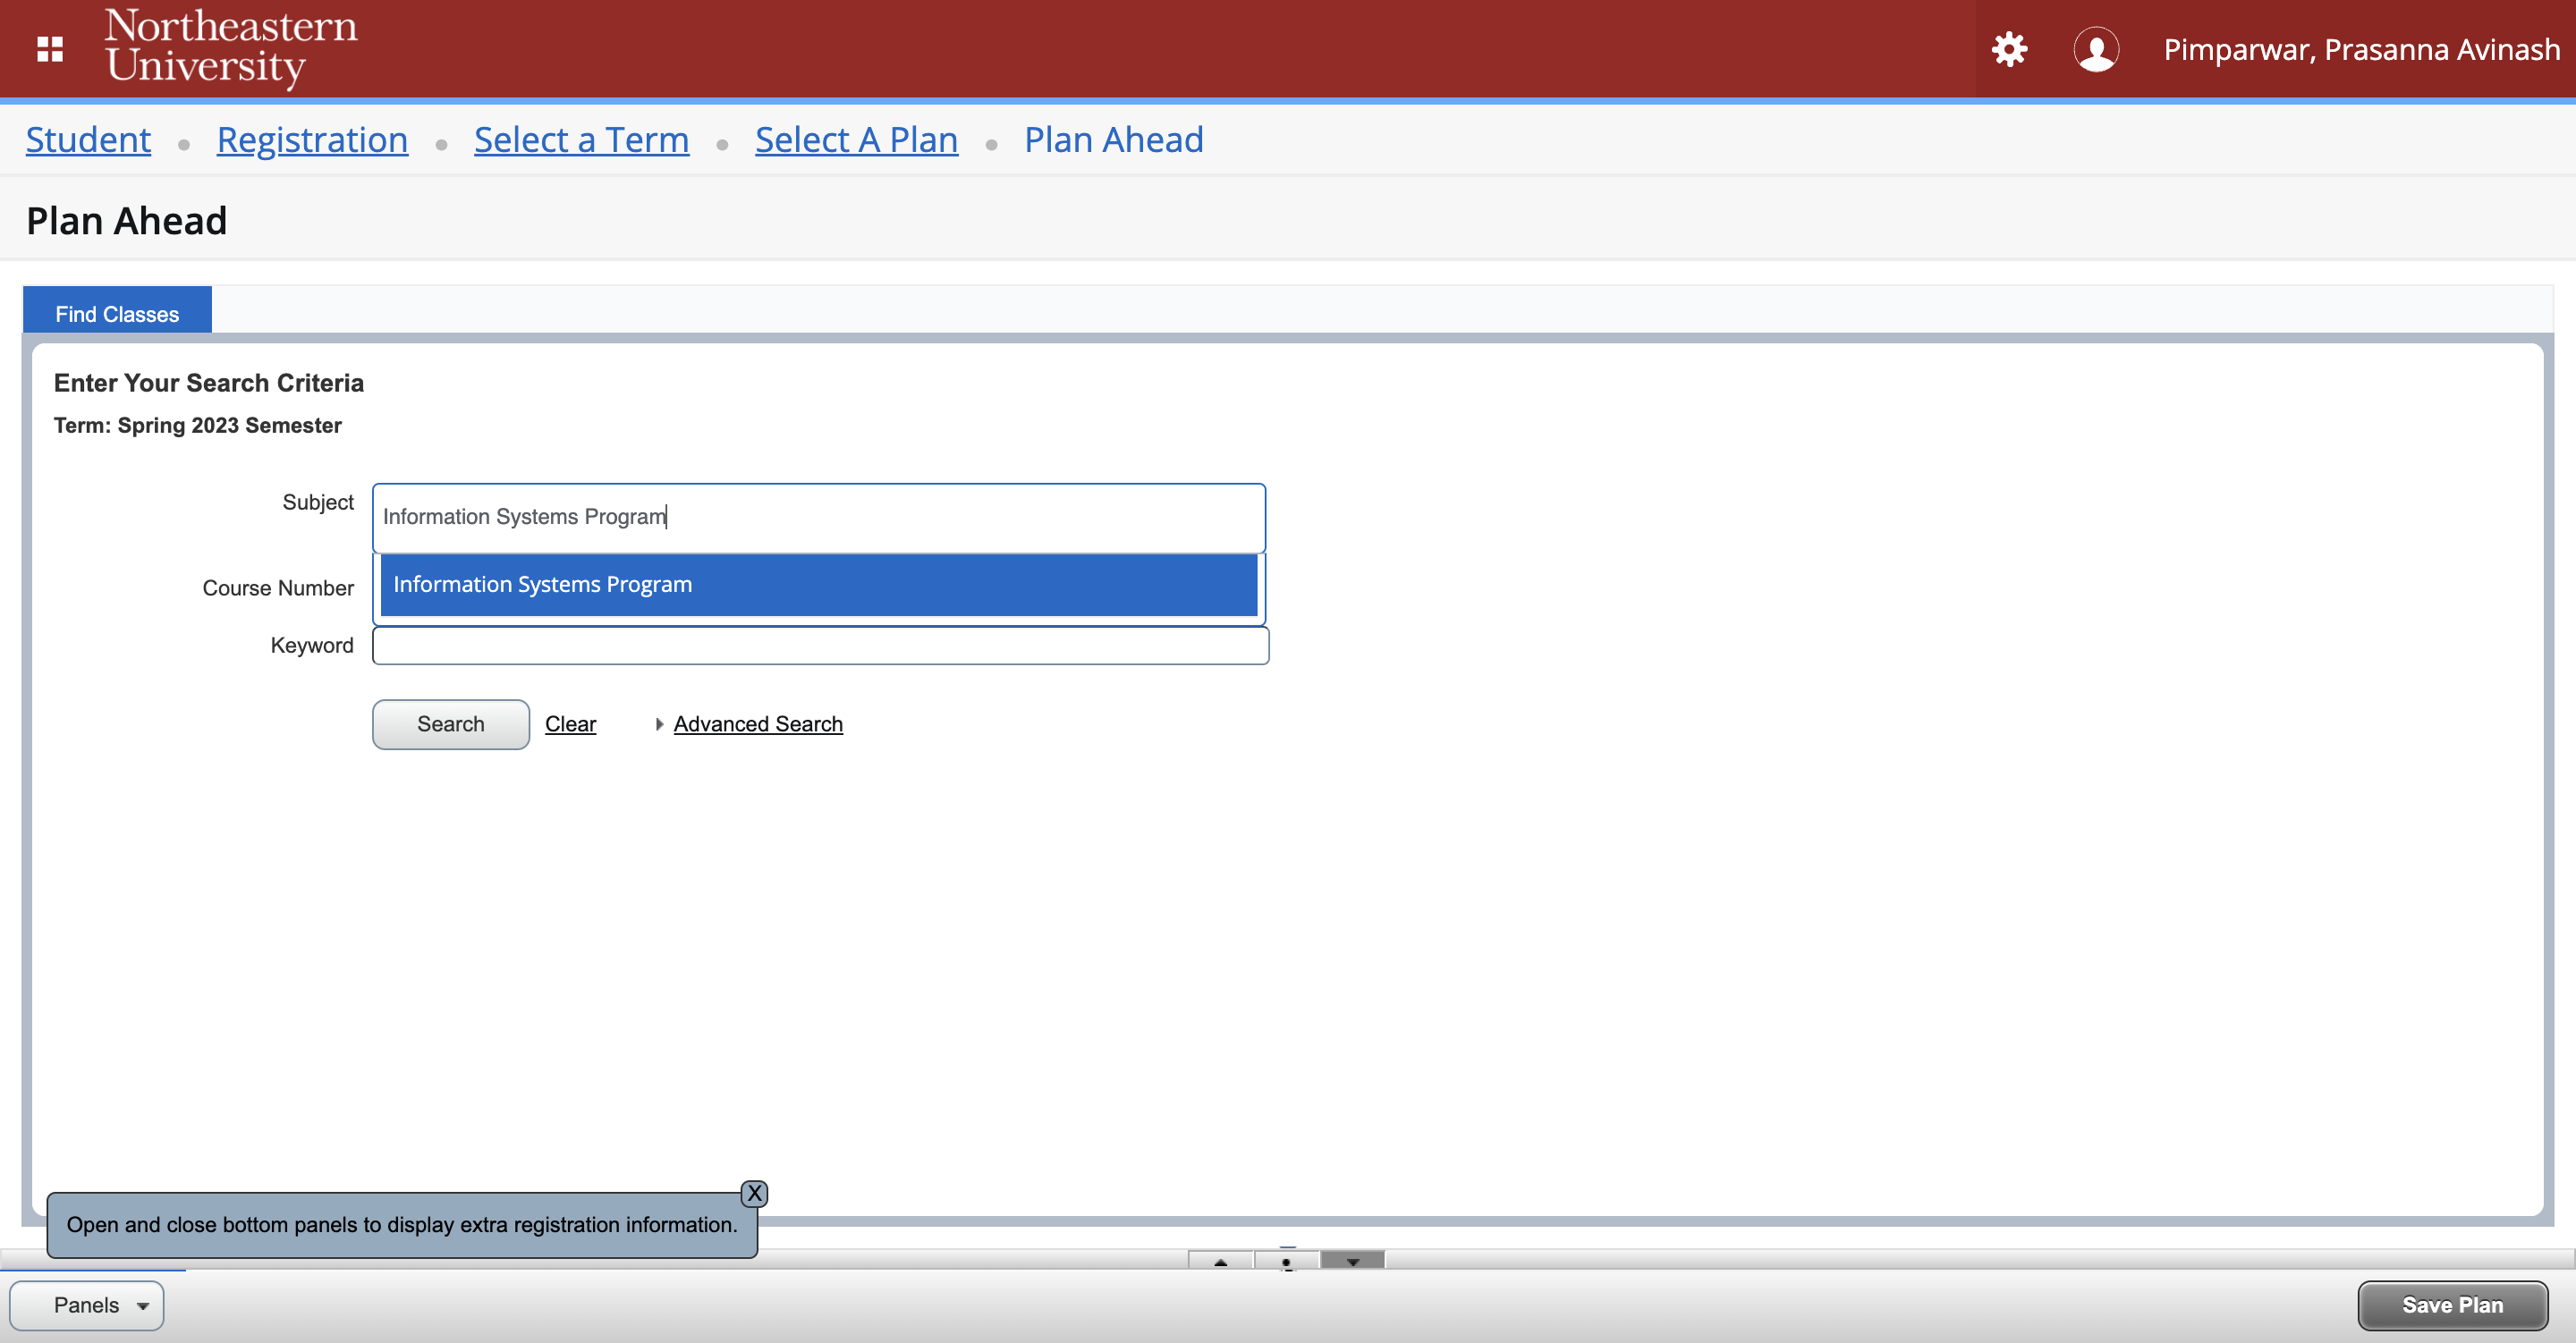 Northeastern
University
Pimparwar, Prasanna Avinash
Student • Registration • Select a Term • Select A Plan • Plan Ahead
Plan Ahead
Find Classes
Enter Your Search Criteria
Term: Spring 2023 Semester
Subject
Information Systems Program
Information Systems Program
Course Number
Keyword
Search Clear Advanced Search
X
Open and close bottom panels to display extra registration information.
Panels
Save Plan